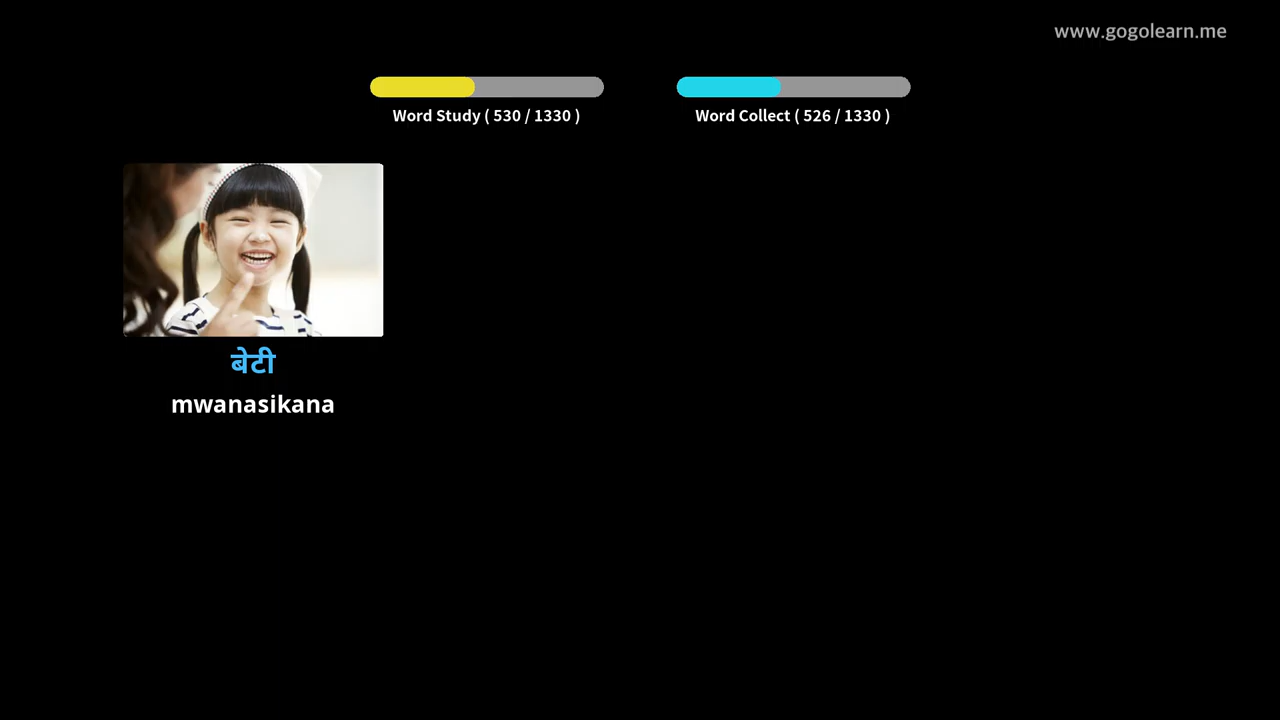 www.gogolearn.me
Word Study ( 530 / 1330 )
Word Collect ( 526 / 1330 )
बेटी
mwanasikana